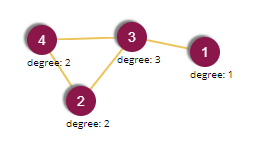 4
degree: 2
3
degree: 3
1
degree: 1
2
degree: 2